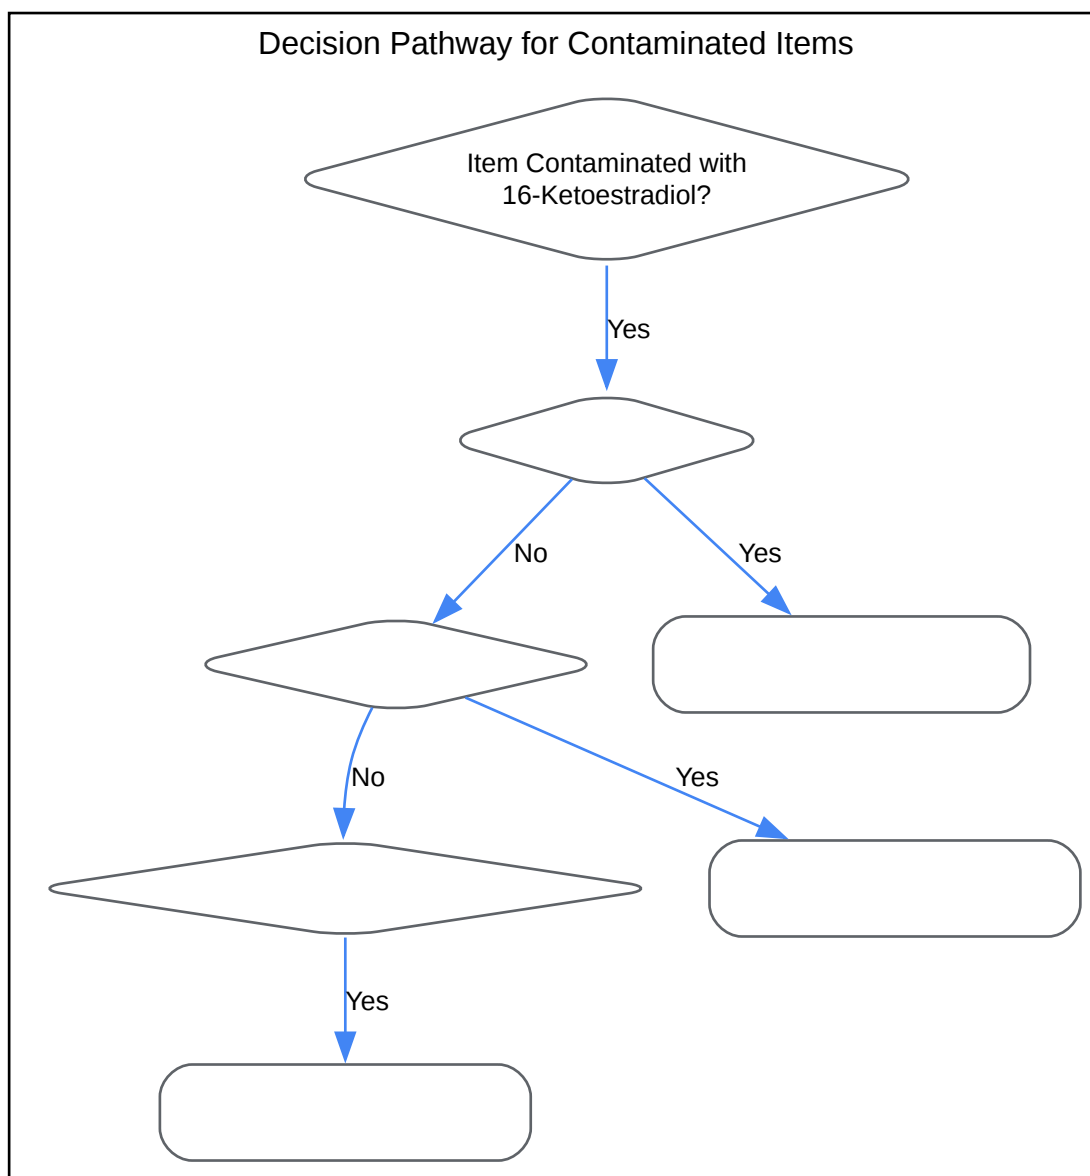 Decision Pathway for Contaminated Items
Item Contaminated with
16-Ketoestradiol?
Yes
No
Yes
No
Yes
Yes